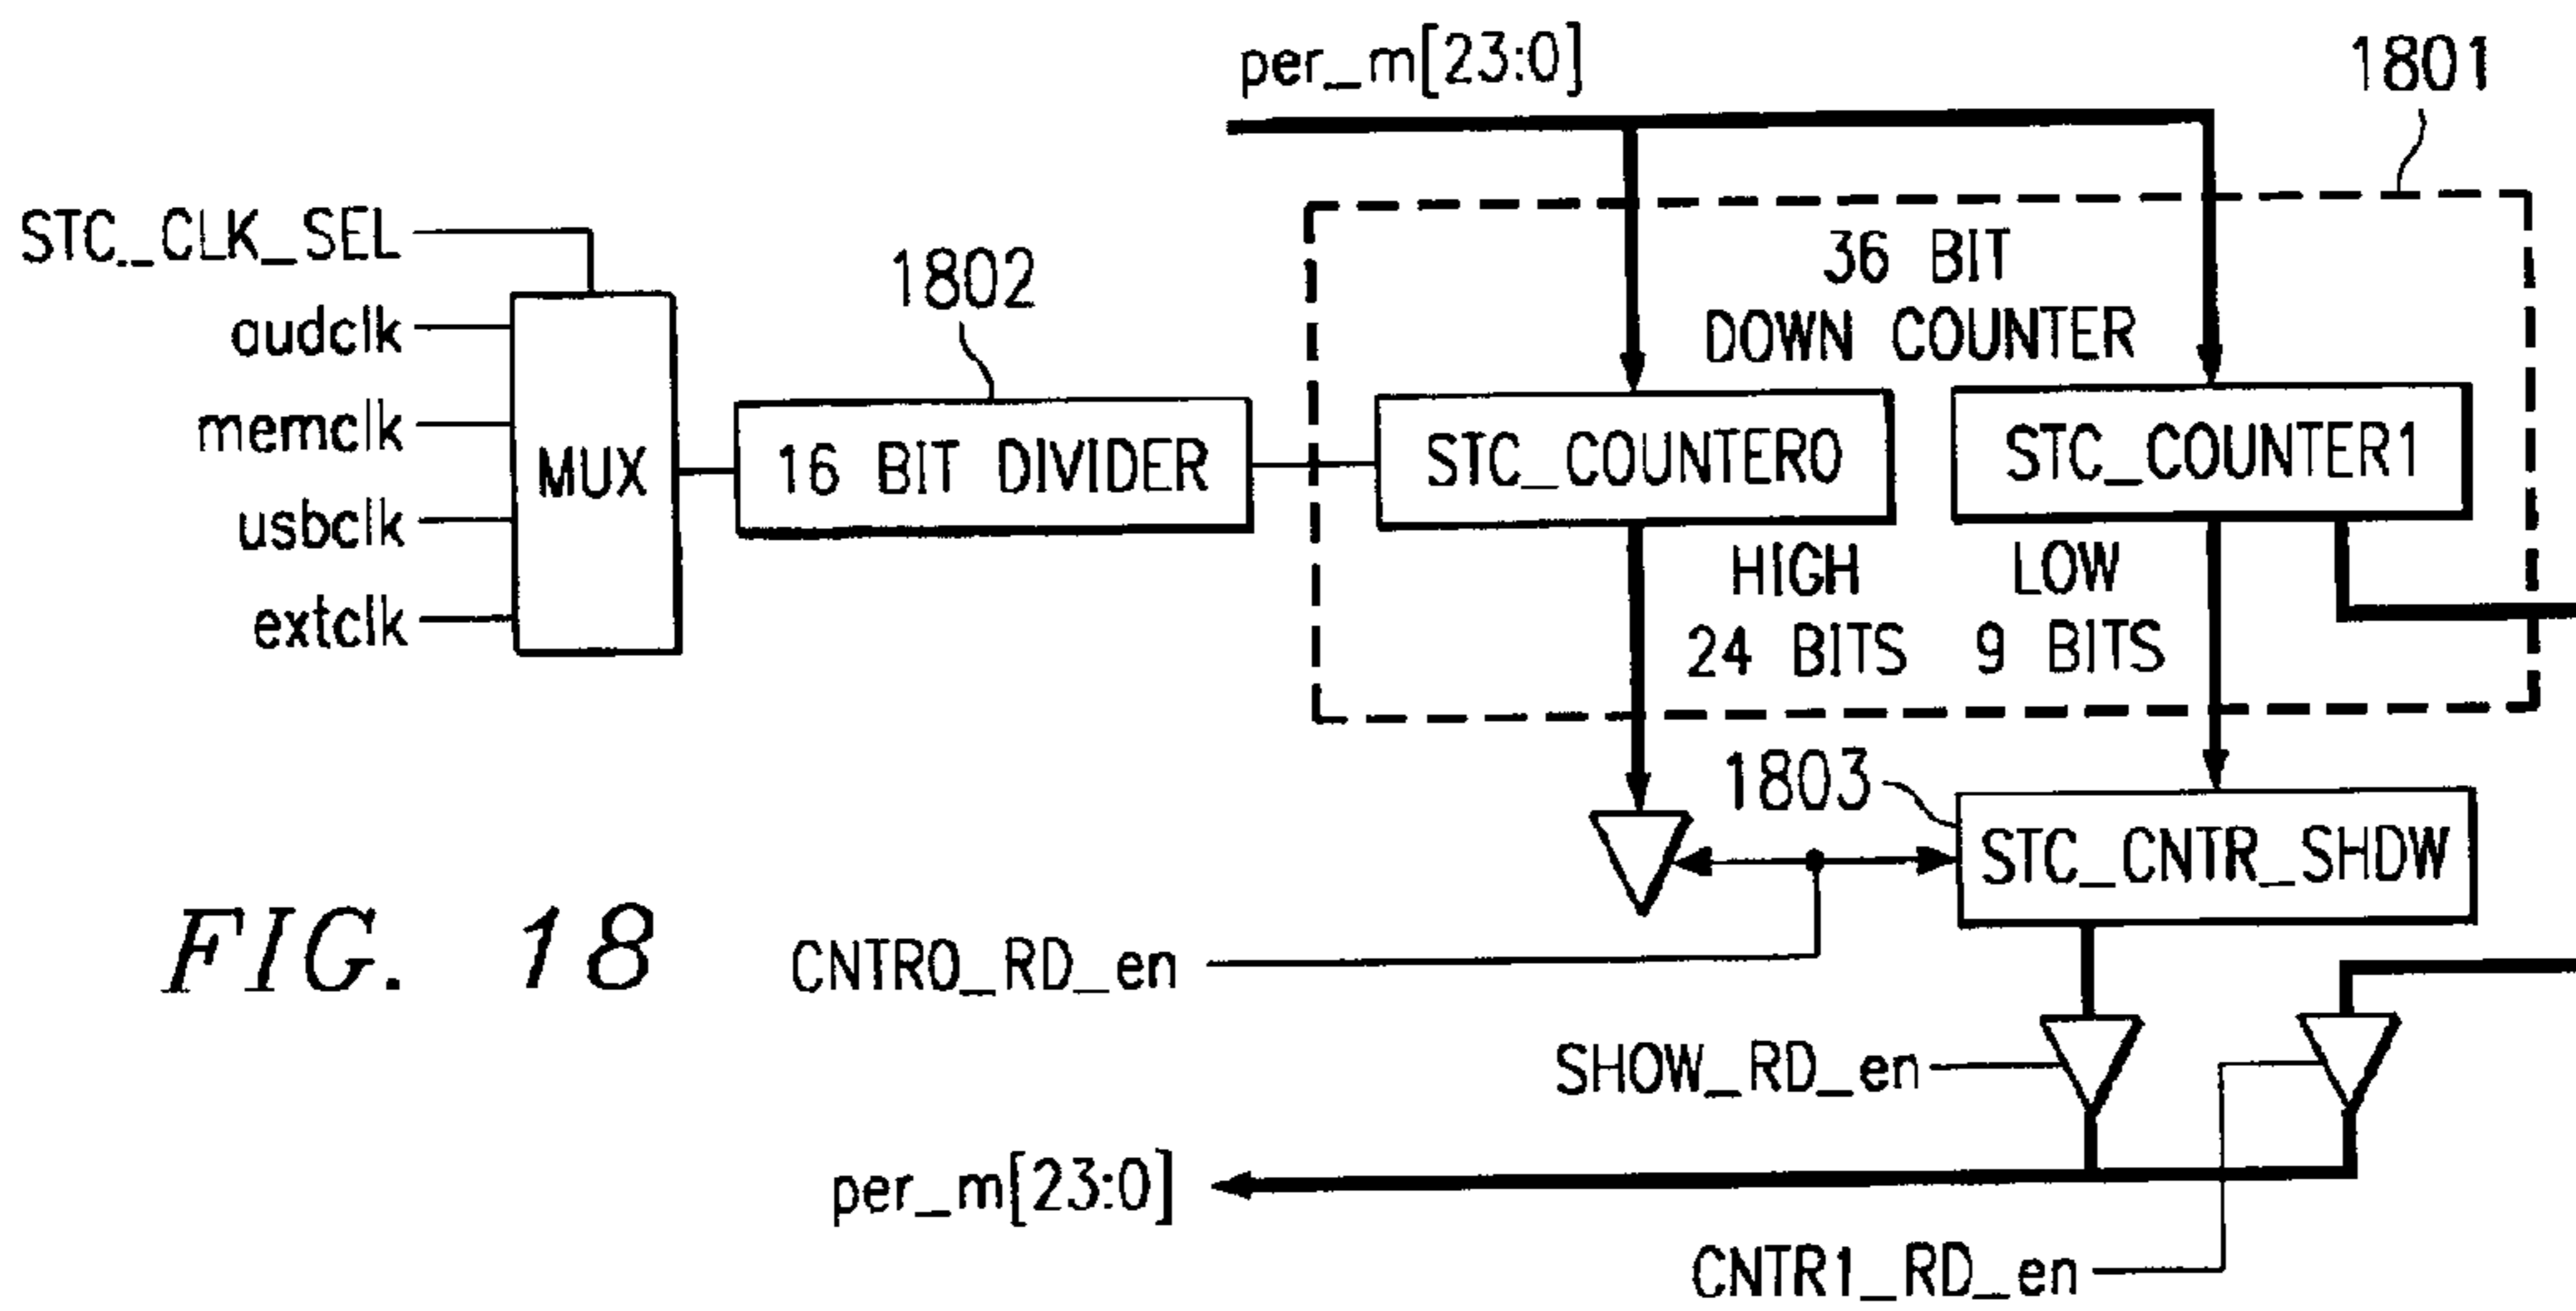 per_m[23:0]
1801
STC_CLK_SEL
audclk
memclk
usbclk
extclk
MUX
1802
16 BIT DIVIDER
36 BIT
DOWN COUNTER
STC_COUNTER0
STC_COUNTER1
HIGH
24 BITS
LOW
9 BITS
1803
STC_CNTR_SHDW
FIG. 18
CNTR0_RD_en
SHOW_RD_en
per_m[23:0]
CNTR1_RD_en